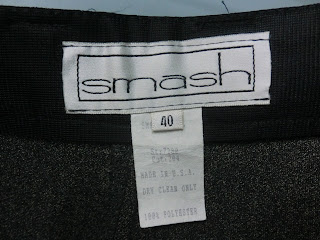 smash
40
MADE IN U.S.A.
DRY CLEAN ONLY
100% POLYESTER